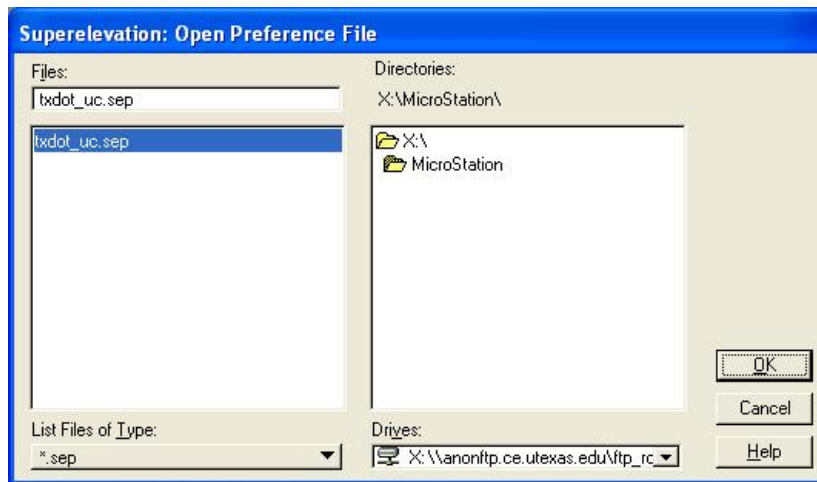 Superelevation: Open Preference File
Files:
txdot_uc.sep
txdot_uc.sep
List Files of Type:
*.sep
Directories:
X:\MicroStation\
X:\
MicroStation
Drives:
X: \\anonftp.ce.utexas.edu\ftp_rc
OK
Cancel
Help